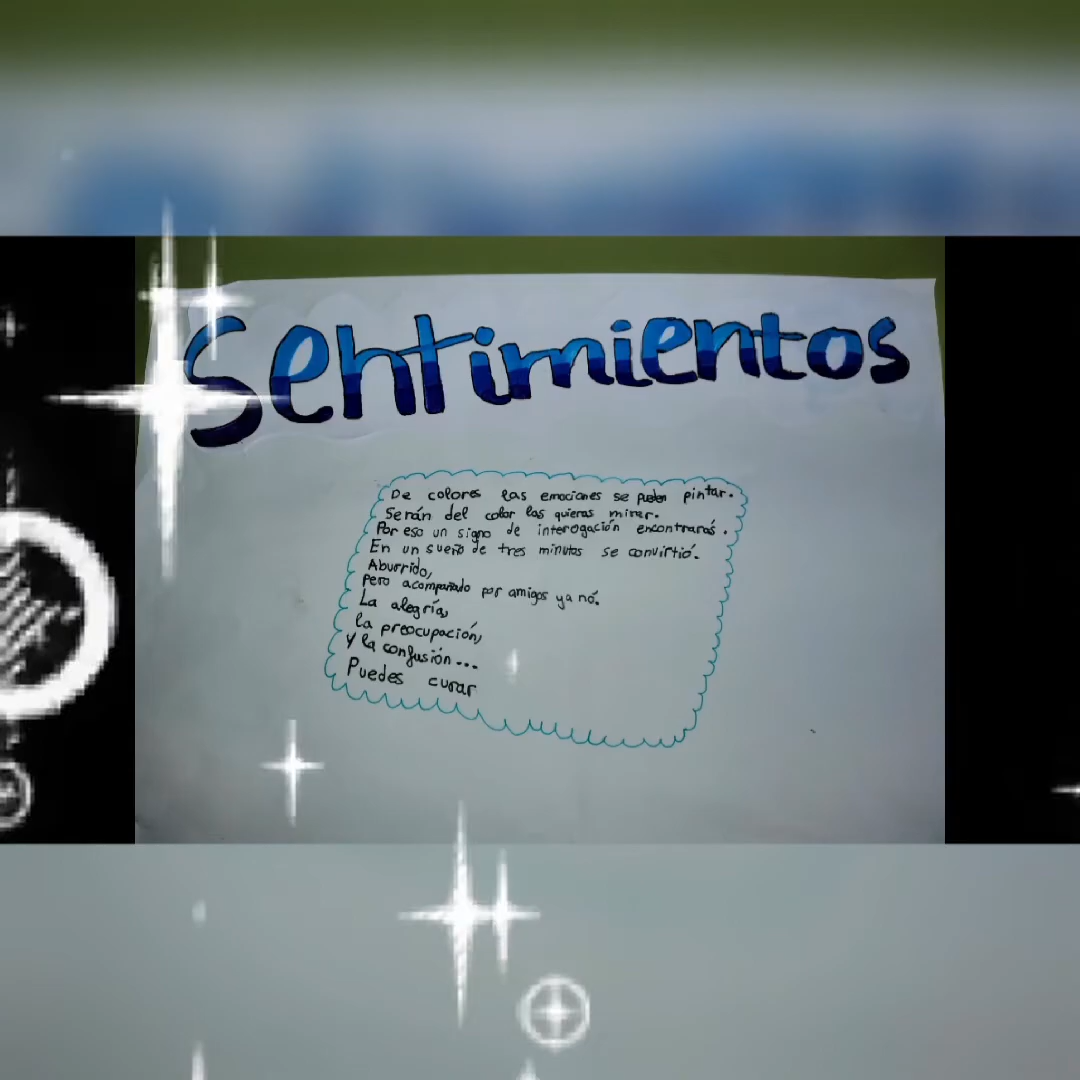 Sentimientos
De colores las emociones se pueden pintar.
Serán del color las quieras mirar.
Por eso un signo de interogación encontrarás.
En un sueño de tres minutos se convirtió.
Aburrido,
pero acompañado por amigos ya nó.
La alegría,
la preocupación,
y la confusión...
Puedes curar